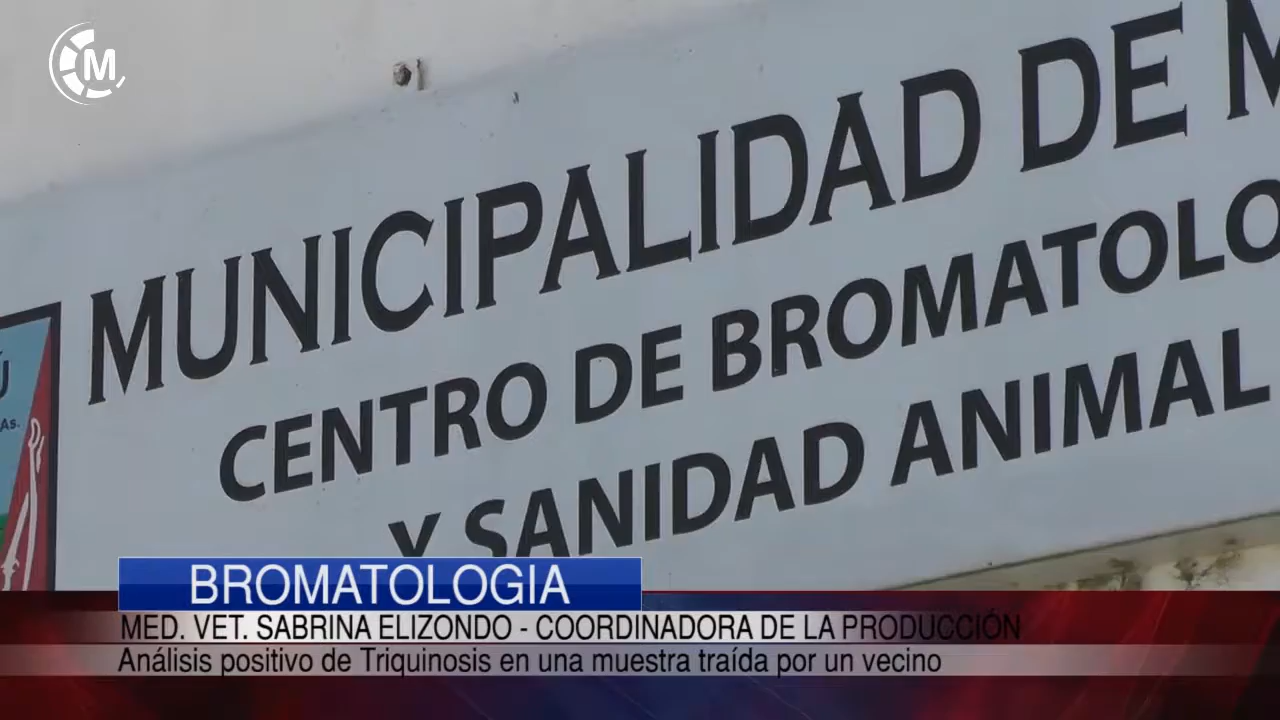 M
MUNICIPALIDAD DE M
CENTRO DE BROMATOLO
Y SANIDAD ANIMAL
Ú
As.
BROMATOLOGIA
MED. VET. SABRINA ELIZONDO - COORDINADORA DE LA PRODUCCIÓN
Análisis positivo de Triquinosis en una muestra traída por un vecino